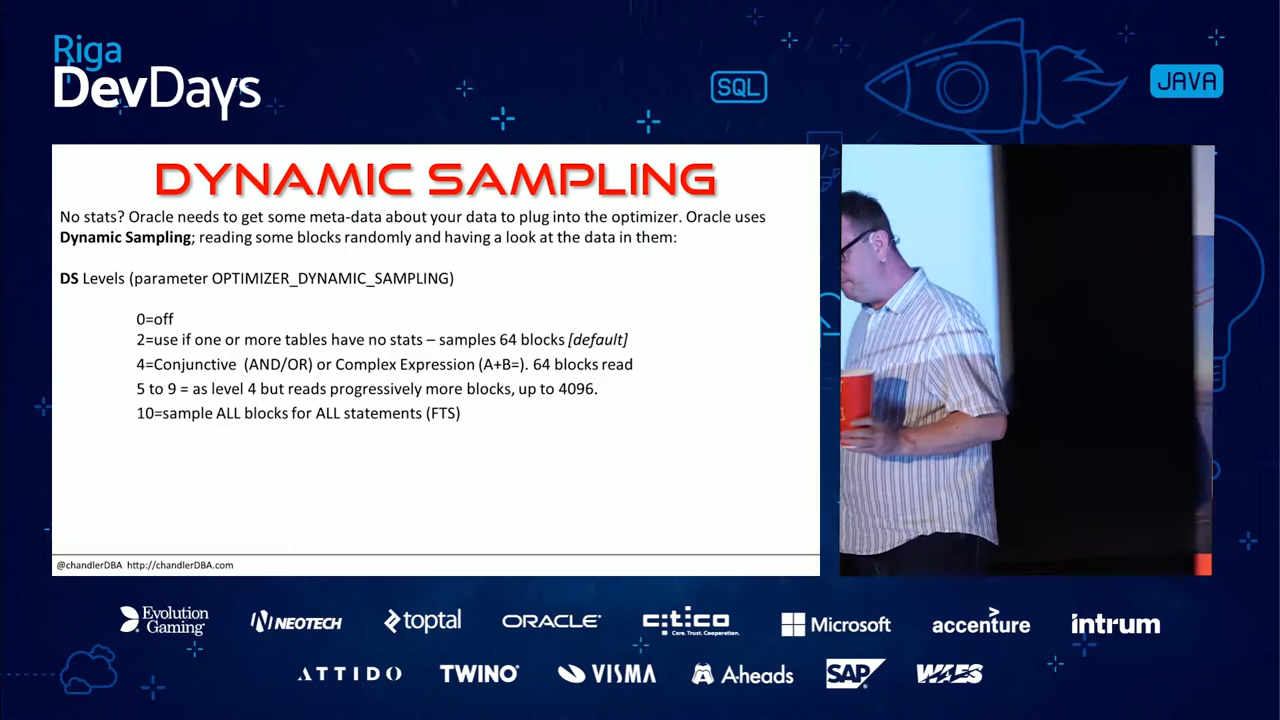 Riga
DevDays
SQL
JAVA
</>
DYNAMIC SAMPLING
No stats? Oracle needs to get some meta-data about your data to plug into the optimizer. Oracle uses
Dynamic Sampling; reading some blocks randomly and having a look at the data in them:
DS Levels (parameter OPTIMIZER_DYNAMIC_SAMPLING)
0=off
2=use if one or more tables have no stats – samples 64 blocks [default]
4=Conjunctive (AND/OR) or Complex Expression (A+B=). 64 blocks read
5 to 9 = as level 4 but reads progressively more blocks, up to 4096.
10=sample ALL blocks for ALL statements (FTS)
@chandlerDBA http://chandlerDBA.com
Evolution Gaming
NEOTECH
toptal
ORACLE
citco
Care. Trust. Cooperation.
Microsoft
accenture
intrum
ATTIDO
TWINO
VISMA
A-heads
SAP
WAES